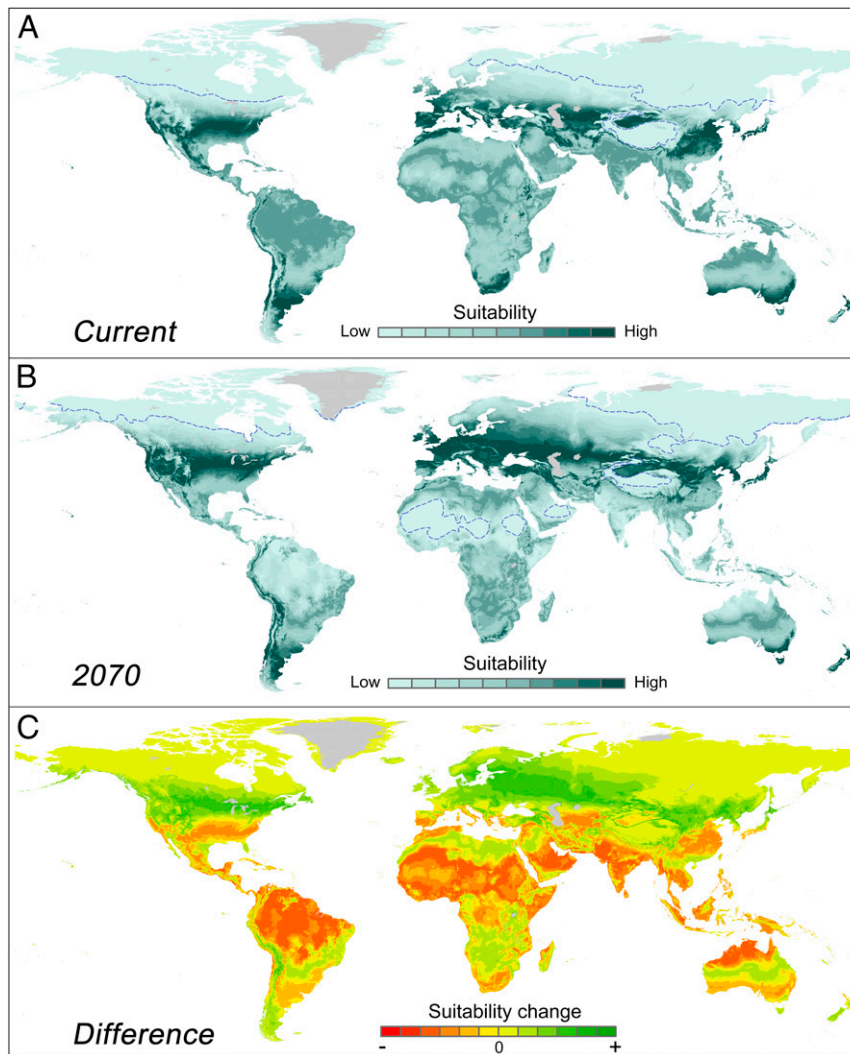 A
Current
Suitability
Low High
B
2070
Suitability
Low High
C
Difference
Suitability change
- 0 +